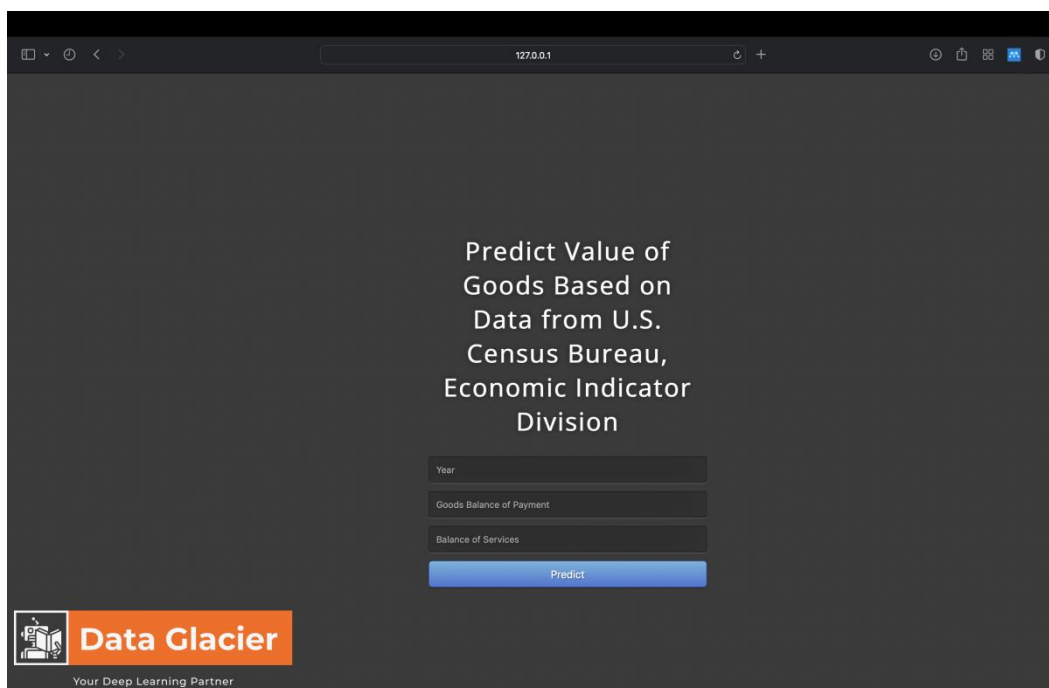 127.0.0.1
Predict Value of
Goods Based on
Data from U.S.
Census Bureau,
Economic Indicator
Division
Year
Goods Balance of Payment
Balance of Services
Predict
Data Glacier
Your Deep Learning Partner